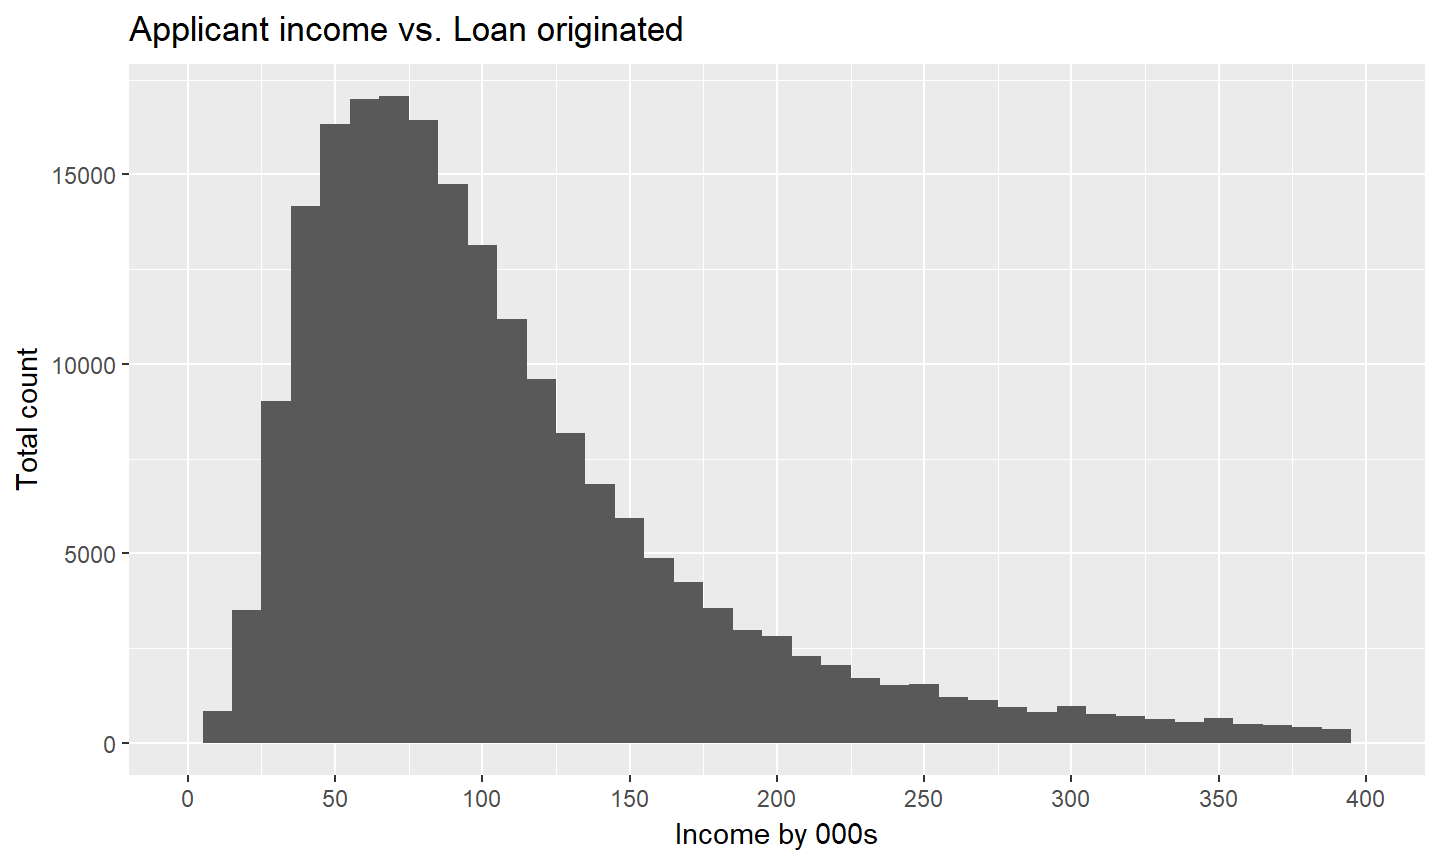 Applicant income vs. Loan originated
Total count
15000
10000
5000
0
0 50 100 150 200 250 300 350 400
Income by 000s